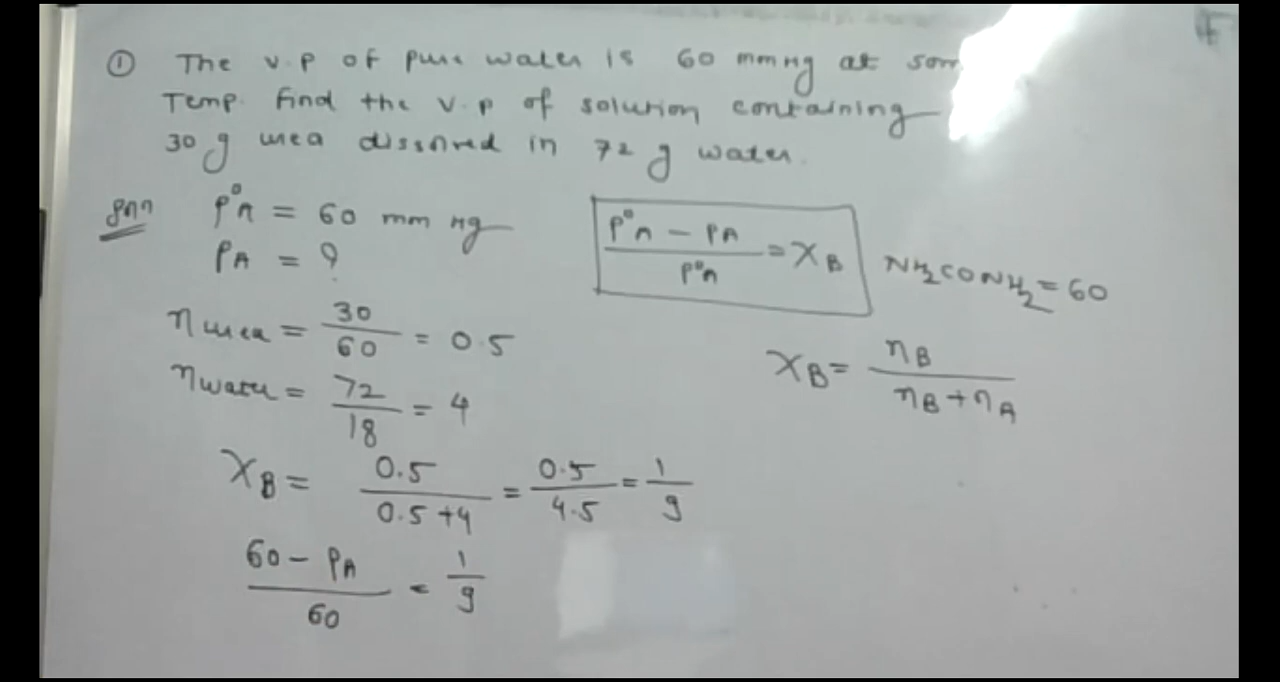 ① The v.p of pure water is 60 mmHg at som
Temp. find the v.p of solution containing
30 g urea dissolved in 72 g water.
Soln P°A = 60 mm Hg
PA = ?
(P°A - PA) / P°A = XB
NH2CONH2 = 60
n urea = 30/60 = 0.5
n water = 72/18 = 4
XB = nB / (nB + nA)
XB = 0.5 / (0.5 + 4) = 0.5/4.5 = 1/9
(60 - PA) / 60 = 1/9